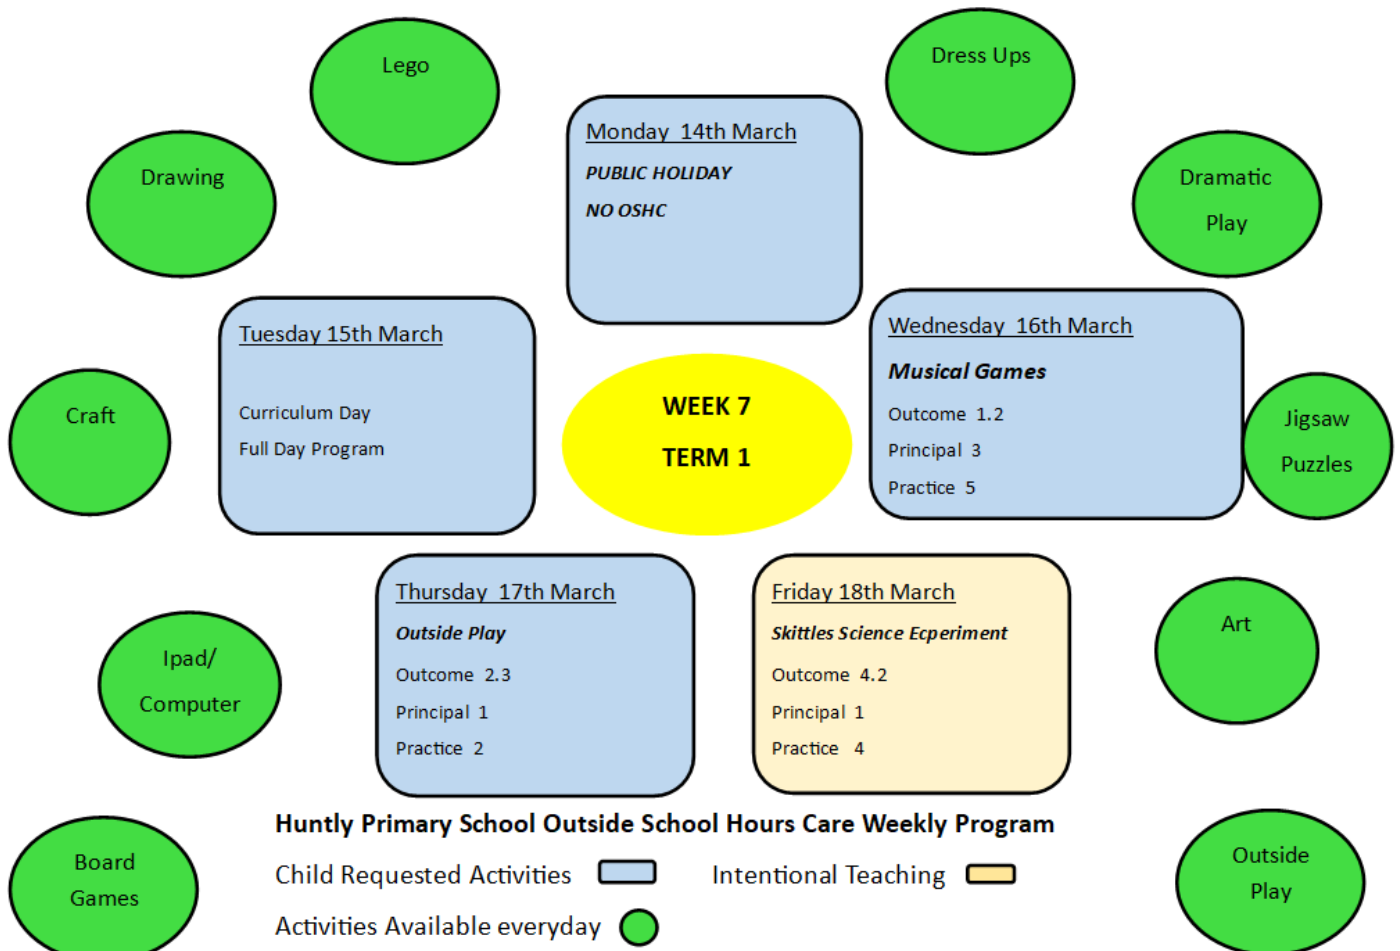 Lego
Dress Ups
Drawing
Dramatic
Play
Monday 14th March
PUBLIC HOLIDAY
NO OSHC
Tuesday 15th March
Curriculum Day
Full Day Program
WEEK 7
TERM 1
Wednesday 16th March
Musical Games
Outcome 1.2
Principal 3
Practice 5
Craft
Jigsaw
Puzzles
Thursday 17th March
Outside Play
Outcome 2.3
Principal 1
Practice 2
Friday 18th March
Skittles Science Ecperiment
Outcome 4.2
Principal 1
Practice 4
Ipad/
Computer
Art
Board
Games
Outside
Play
Huntly Primary School Outside School Hours Care Weekly Program
Child Requested Activities
Intentional Teaching
Activities Available everyday